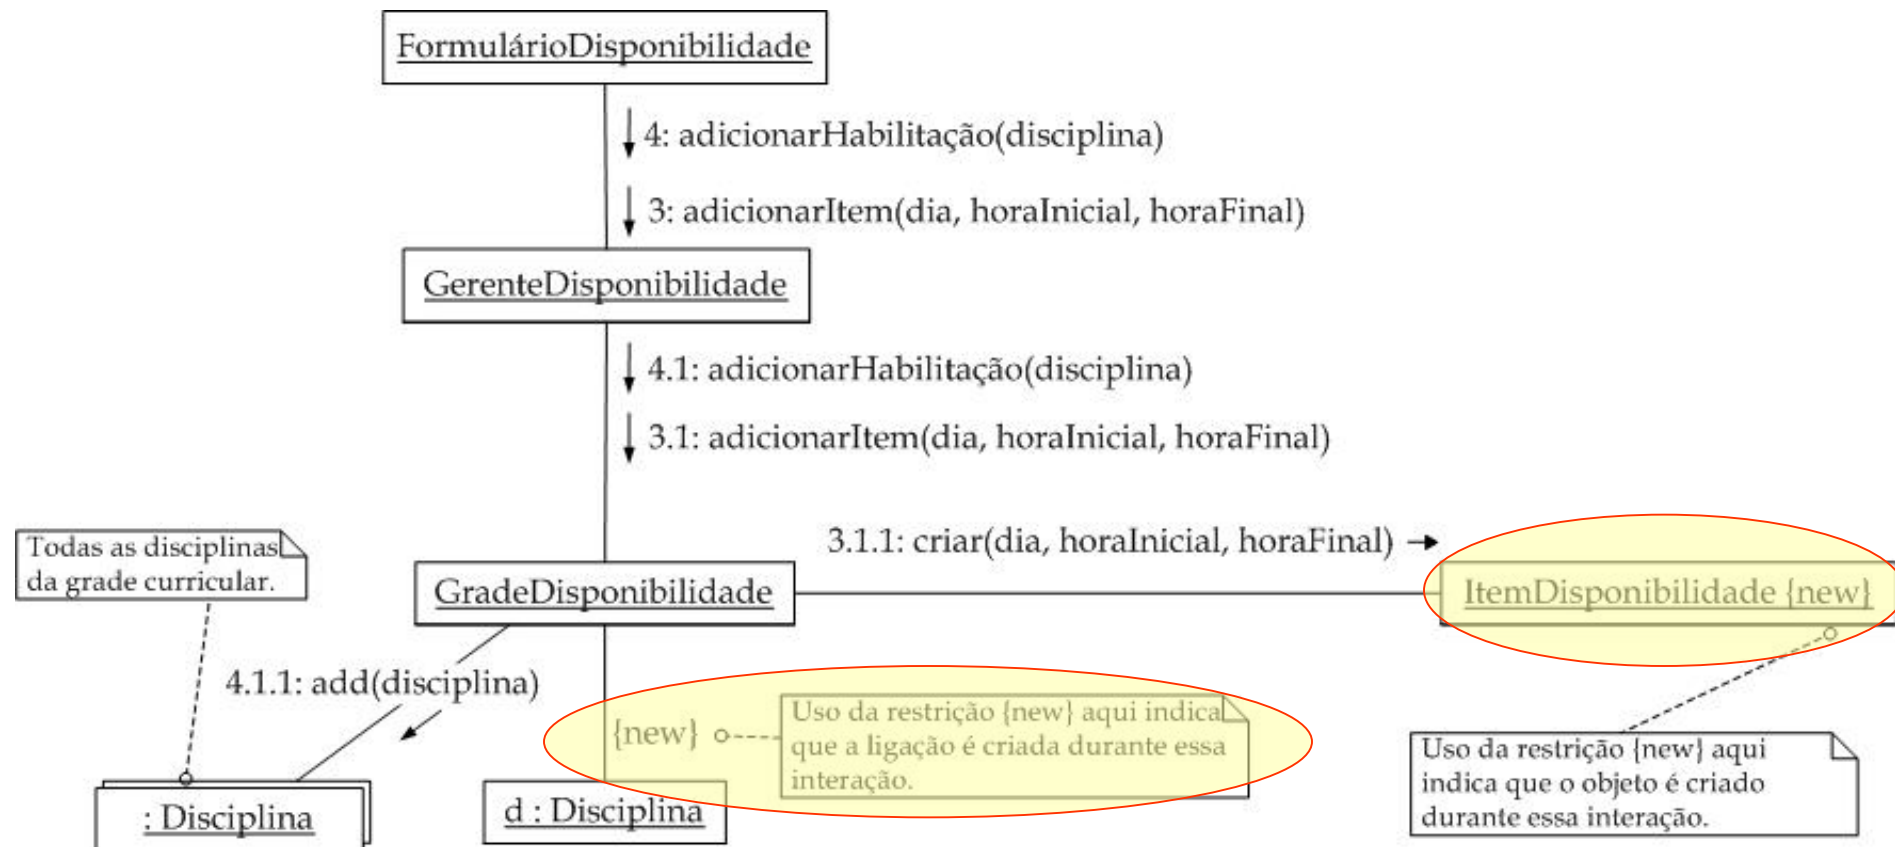 FormulárioDisponibilidade
4: adicionarHabilitação(disciplina)
3: adicionarItem(dia, horaInicial, horaFinal)
GerenteDisponibilidade
4.1: adicionarHabilitação(disciplina)
3.1: adicionarItem(dia, horaInicial, horaFinal)
Todas as disciplinas
da grade curricular.
3.1.1: criar(dia, horaInicial, horaFinal)
GradeDisponibilidade
ItemDisponibilidade {new}
4.1.1: add(disciplina)
{new}
Uso da restrição {new} aqui indica
que a ligação é criada durante essa
interação.
Uso da restrição {new} aqui
indica que o objeto é criado
durante essa interação.
: Disciplina
d : Disciplina